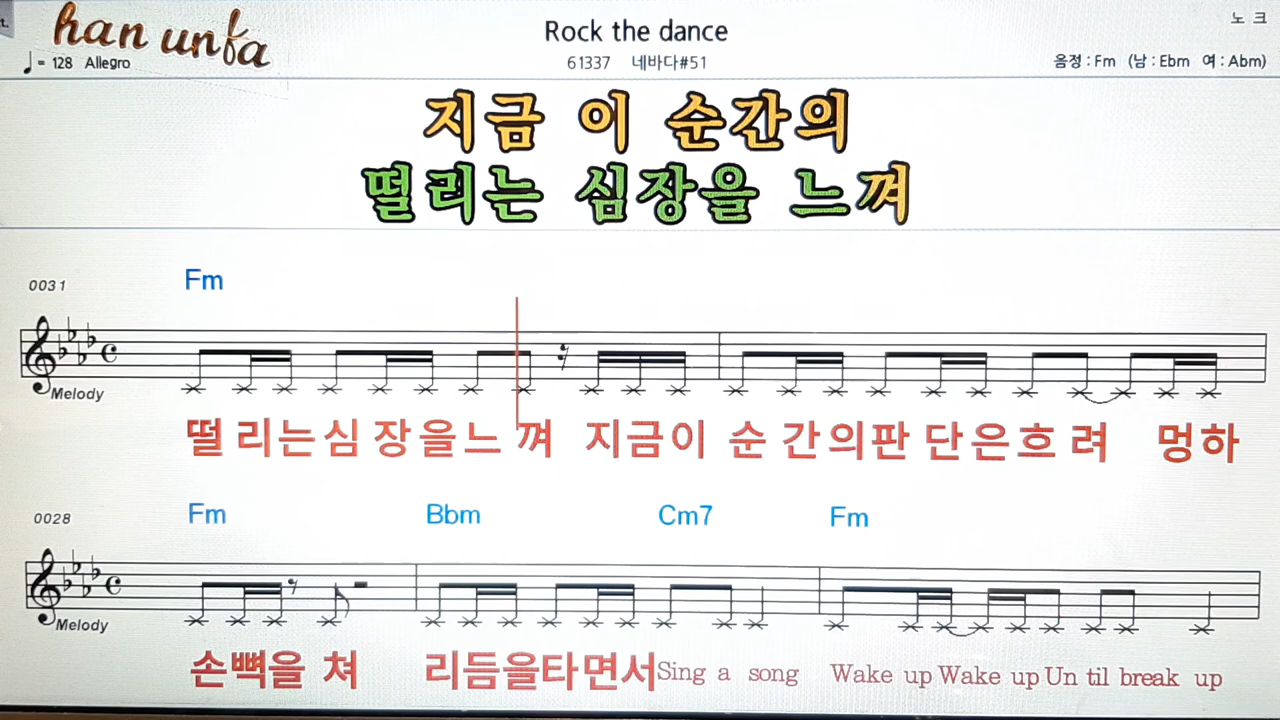 t.
han unfa
노 크
Rock the dance
♩ = 128 Allegro
61337 네바다#51
음정 : Fm (남 : Ebm 여 : Abm)
지금 이 순간의
떨리는 심장을 느껴
Fm
0031
Melody
떨 리는심 장을느 껴 지금이 순 간의판 단은흐 려 멍하
Fm Bbm Cm7 Fm
0028
Melody
손뼉을 쳐 리듬을타면서Sing a song Wake up Wake up Un til break up